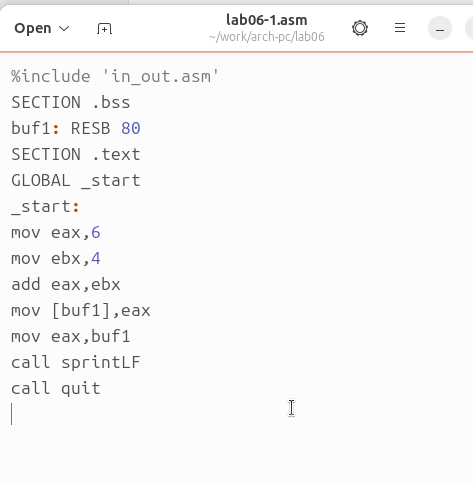 Open
lab06-1.asm
~/work/arch-pc/lab06
%include 'in_out.asm'
SECTION .bss
buf1: RESB 80
SECTION .text
GLOBAL _start
_start:
mov eax,6
mov ebx,4
add eax,ebx
mov [buf1],eax
mov eax,buf1
call sprintLF
call quit